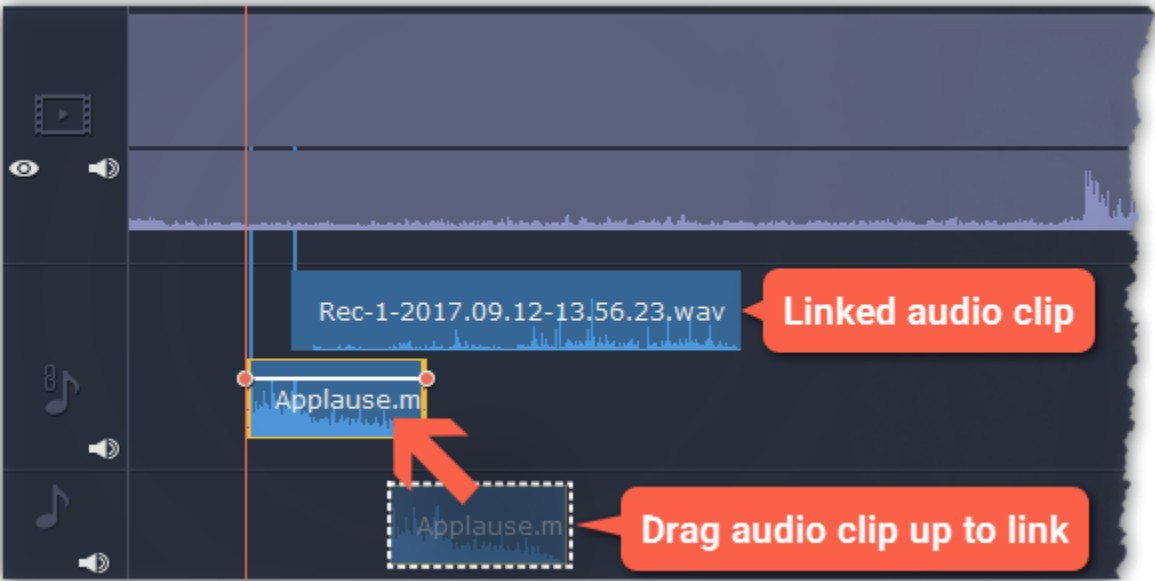 Rec-1-2017.09.12-13.56.23.wav
Linked audio clip
Applause.m
Applause.m
Drag audio clip up to link